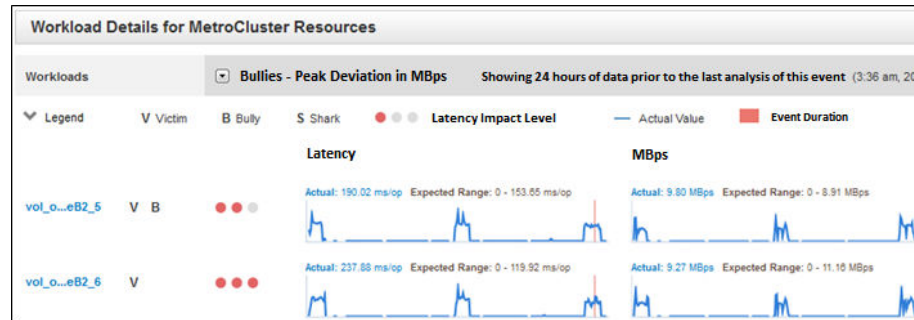 Workload Details for MetroCluster Resources
Workloads Bullies - Peak Deviation in MBps Showing 24 hours of data prior to the last analysis of this event (3:36 am, 20
Legend V Victim B Bully S Shark Latency Impact Level Actual Value Event Duration
Latency MBps
Actual: 190.02 ms/op Expected Range: 0 - 153.65 ms/op Actual: 9.80 MBps Expected Range: 0 - 8.91 MBps
vol_o...eB2_5 V B
Actual: 237.88 ms/op Expected Range: 0 - 119.92 ms/op Actual: 9.27 MBps Expected Range: 0 - 11.16 MBps
vol_o...eB2_6 V